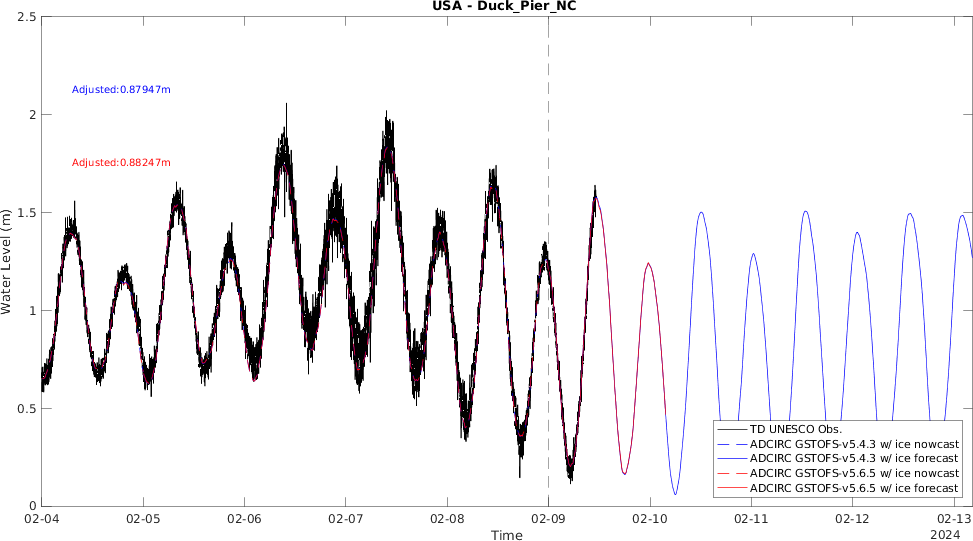 USA - Duck_Pier_NC
2.5
Adjusted:0.87947m
2
Adjusted:0.88247m
1.5
1
0.5
0
Water Level (m)
TD UNESCO Obs.
ADCIRC GSTOFS-v5.4.3 w/ ice nowcast
ADCIRC GSTOFS-v5.4.3 w/ ice forecast
ADCIRC GSTOFS-v5.6.5 w/ ice nowcast
ADCIRC GSTOFS-v5.6.5 w/ ice forecast
02-04 02-05 02-06 02-07 02-08 02-09 02-10 02-11 02-12 02-13
Time
2024